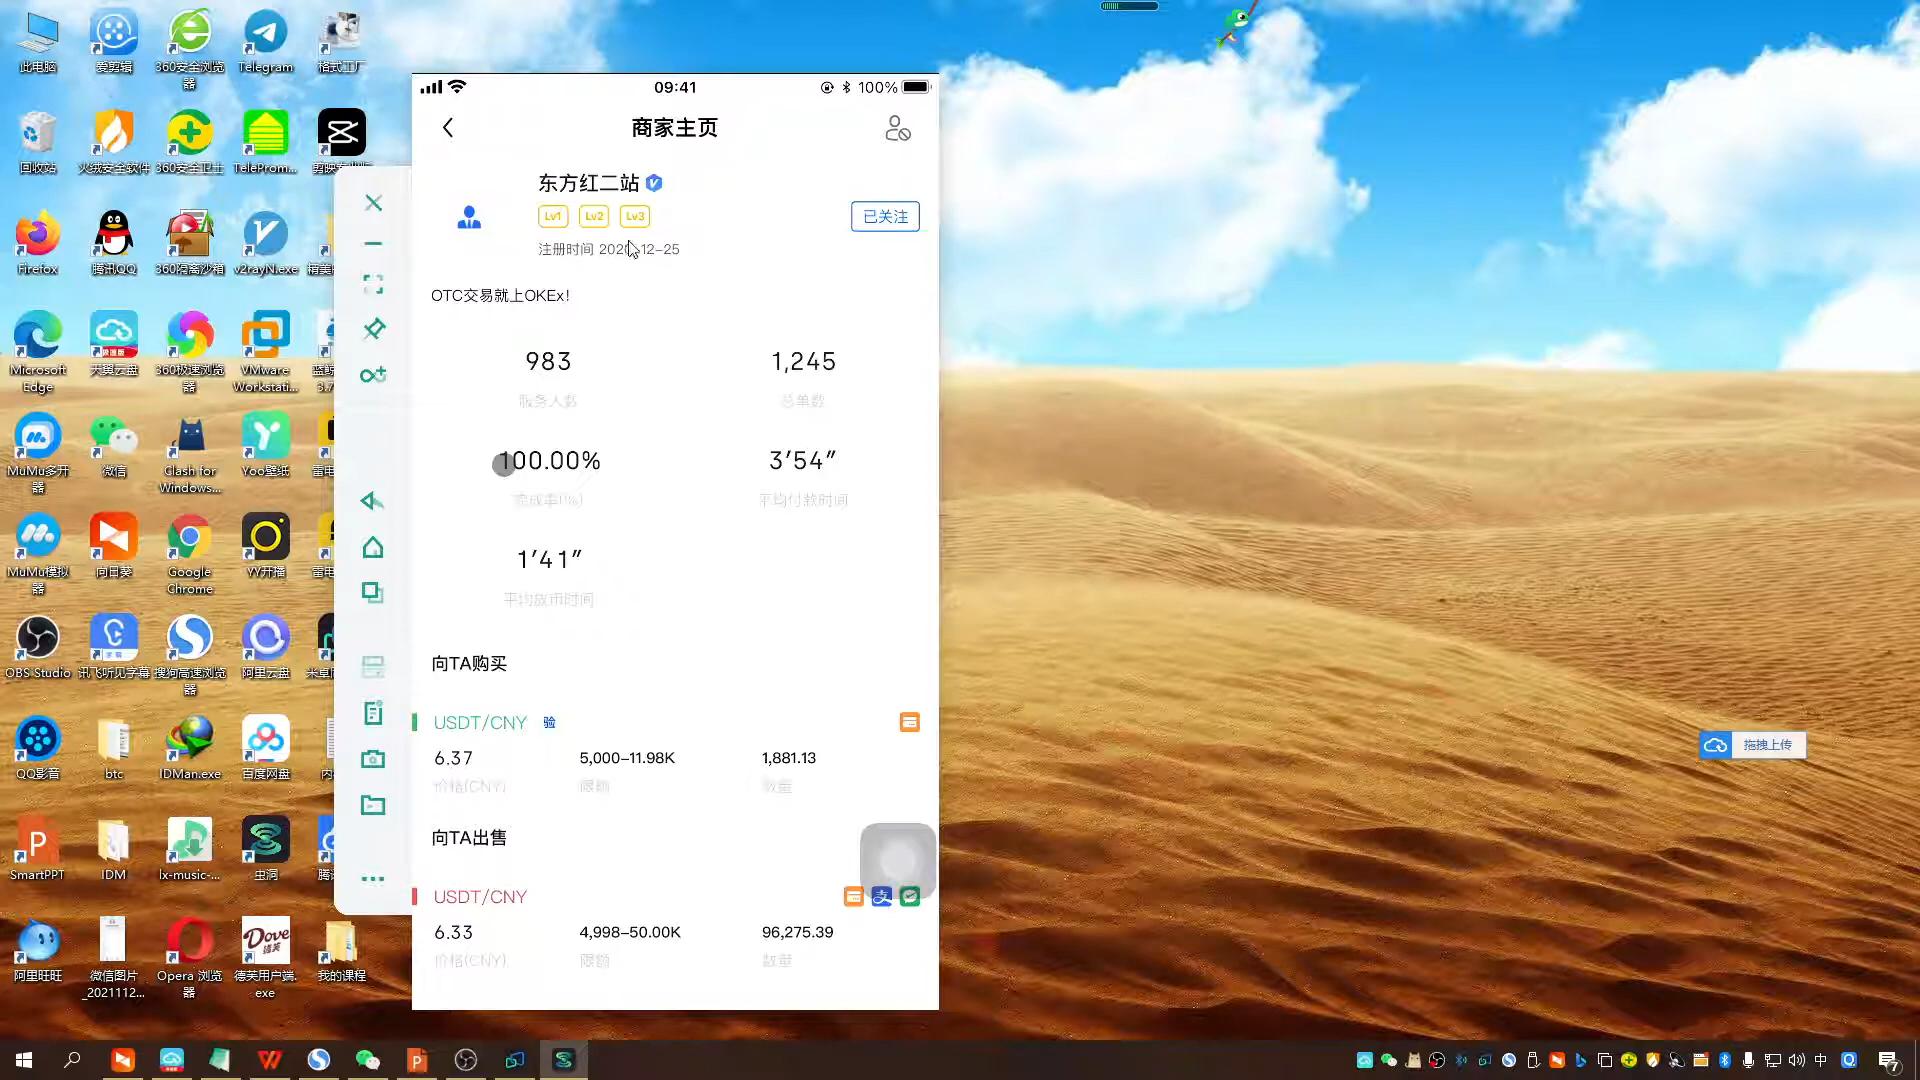 此电脑
爱剪辑
360安全浏览
器
Telegram
格式工厂
回收站
火绒安全软件
360安全卫士
TeleProm...
Firefox
腾讯QQ
360隔离沙箱
v2rayN.exe
Microsoft
Edge
天翼云盘
360极速浏览
器
VMware
Workstati...
MuMu多开
器
微信
Clash for
Windows...
Yoo壁纸
雷电
MuMu模拟
器
向日葵
Google
Chrome
YY开播
雷电
OBS Studio
讯飞听见字幕
搜狗高速浏览
器
阿里云盘
QQ影音
btc
IDMan.exe
百度网盘
SmartPPT
IDM
lx-music-...
虫洞
阿里旺旺
微信图片
_2021112...
Opera 浏览
器
德芙用户端.
exe
我的课程
09:41
100%
商家主页
东方红二站
Lv1 Lv2 Lv3
已关注
注册时间 202 12-25
OTC交易就上OKEx!
983
1,245
服务人数
总单数
100.00%
3'54"
完成率(%)
平均付款时间
1'41"
平均放币时间
向TA购买
USDT/CNY 验
6.37 5,000-11.98K 1,881.13
价格(CNY) 限额 数量
向TA出售
USDT/CNY 支
6.33 4,998-50.00K 96,275.39
价格(CNY) 限额 数量
拖拽上传
中
7